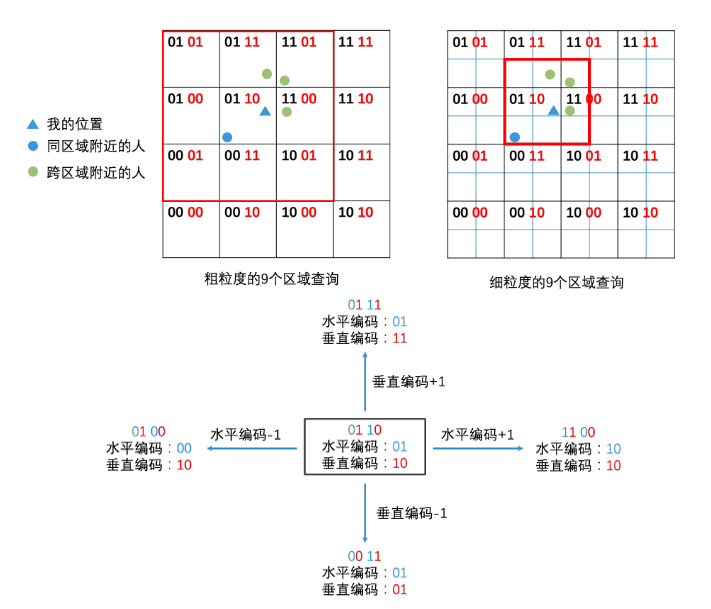 01 01 01 11 11 01 11 11
01 00 01 10 11 00 11 10
00 01 00 11 10 01 10 11
00 00 00 10 10 00 10 10
粗粒度的9个区域查询
01 01 01 11 11 01 11 11
01 00 01 10 11 00 11 10
00 01 00 11 10 01 10 11
00 00 00 10 10 00 10 10
细粒度的9个区域查询
我的位置
同区域附近的人
跨区域附近的人
01 11
水平编码：01
垂直编码：11
垂直编码+1
01 00
水平编码：00
垂直编码：10
水平编码-1
01 10
水平编码：01
垂直编码：10
水平编码+1
11 00
水平编码：10
垂直编码：10
垂直编码-1
00 11
水平编码：01
垂直编码：01